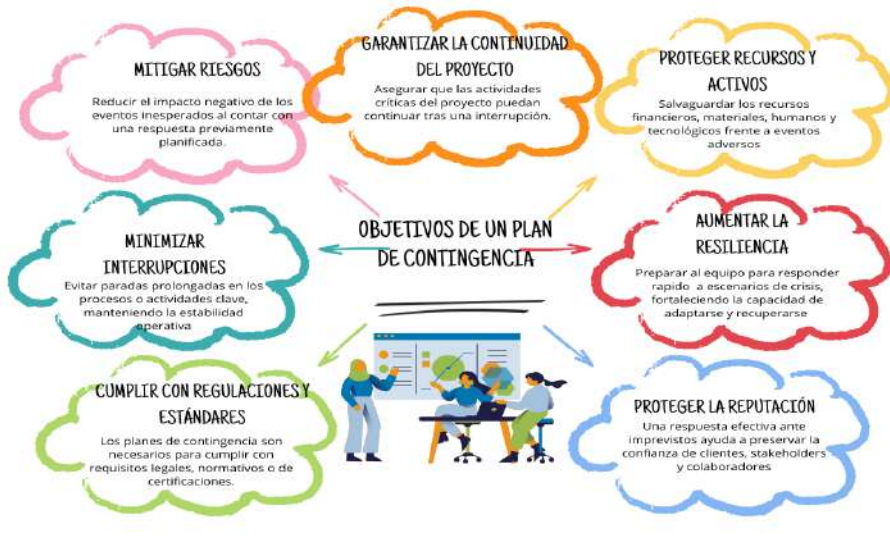 MITIGAR RIESGOS
Reducir el impacto negativo de los
eventos inesperados al contar con
una respuesta previamente
planificada.
GARANTIZAR LA CONTINUIDAD
DEL PROYECTO
Asegurar que las actividades
críticas del proyecto puedan
continuar tras una interrupción.
PROTEGER RECURSOS Y
ACTIVOS
Salvaguardar los recursos
financieros, materiales, humanos y
tecnológicos frente a eventos
adversos
MINIMIZAR
INTERRUPCIONES
Evitar paradas prolongadas en los
procesos o actividades clave,
manteniendo la estabilidad
operativa
OBJETIVOS DE UN PLAN
DE CONTINGENCIA
AUMENTAR LA
RESILIENCIA
Preparar al equipo para responder
rapido a escenarios de crisis,
fortaleciendo la capacidad de
adaptarse y recuperarse
CUMPLIR CON REGULACIONES Y
ESTÁNDARES
Los planes de contingencia son
necesarios para cumplir con
requisitos legales, normativos o de
certificaciones.
PROTEGER LA REPUTACIÓN
Una respuesta efectiva ante
imprevistos ayuda a preservar la
confianza de clientes, stakeholders
y colaboradores